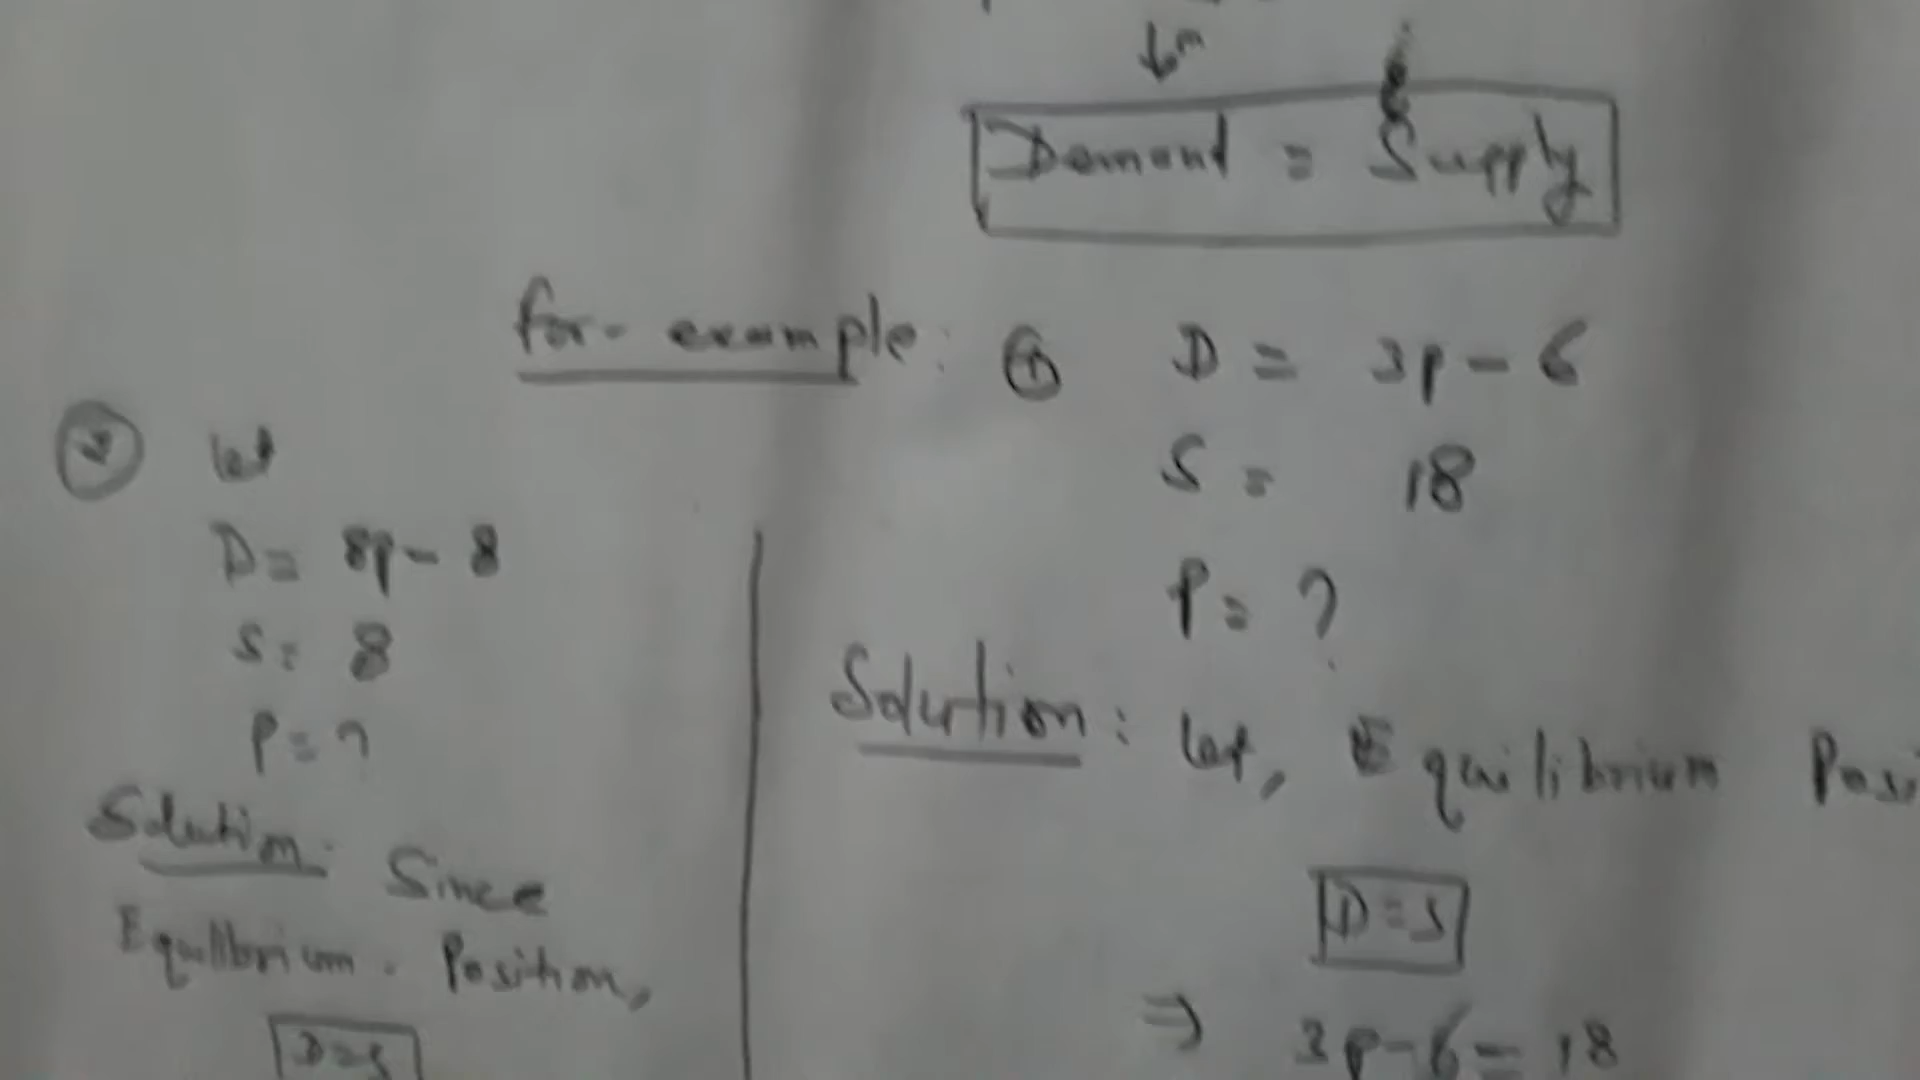 Demand = Supply
for- example: ① D = 3p - 6
S = 18
P = ?
Solution: let, Equilibrium Posi
D = S
⇒ 3p - 6 = 18
② let
D = 8p - 8
S = 8
P = ?
Solution: Since
Equilibrium. Position,
D = S